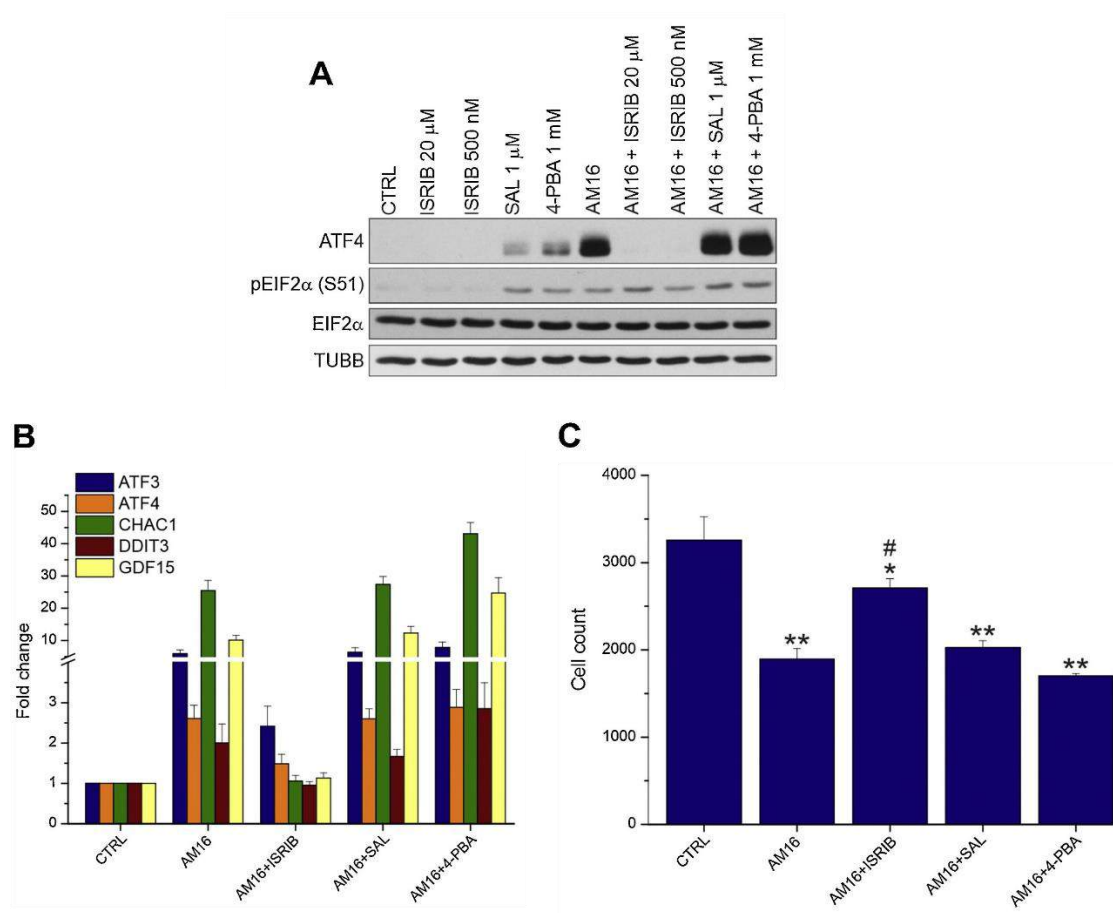 A
CTRL
ISRIB 20 μM
ISRIB 500 nM
SAL 1 μM
4-PBA 1 mM
AM16
AM16 + ISRIB 20 μM
AM16 + ISRIB 500 nM
AM16 + SAL 1 μM
AM16 + 4-PBA 1 mM
ATF4
pEIF2α (S51)
EIF2α
TUBB
B
ATF3
ATF4
CHAC1
DDIT3
GDF15
Fold change
50
40
30
20
10
3
2
1
0
CTRL
AM16
AM16+ISRIB
AM16+SAL
AM16+4-PBA
C
Cell count
4000
3000
2000
1000
0
**
#
*
**
**
CTRL
AM16
AM16+ISRIB
AM16+SAL
AM16+4-PBA